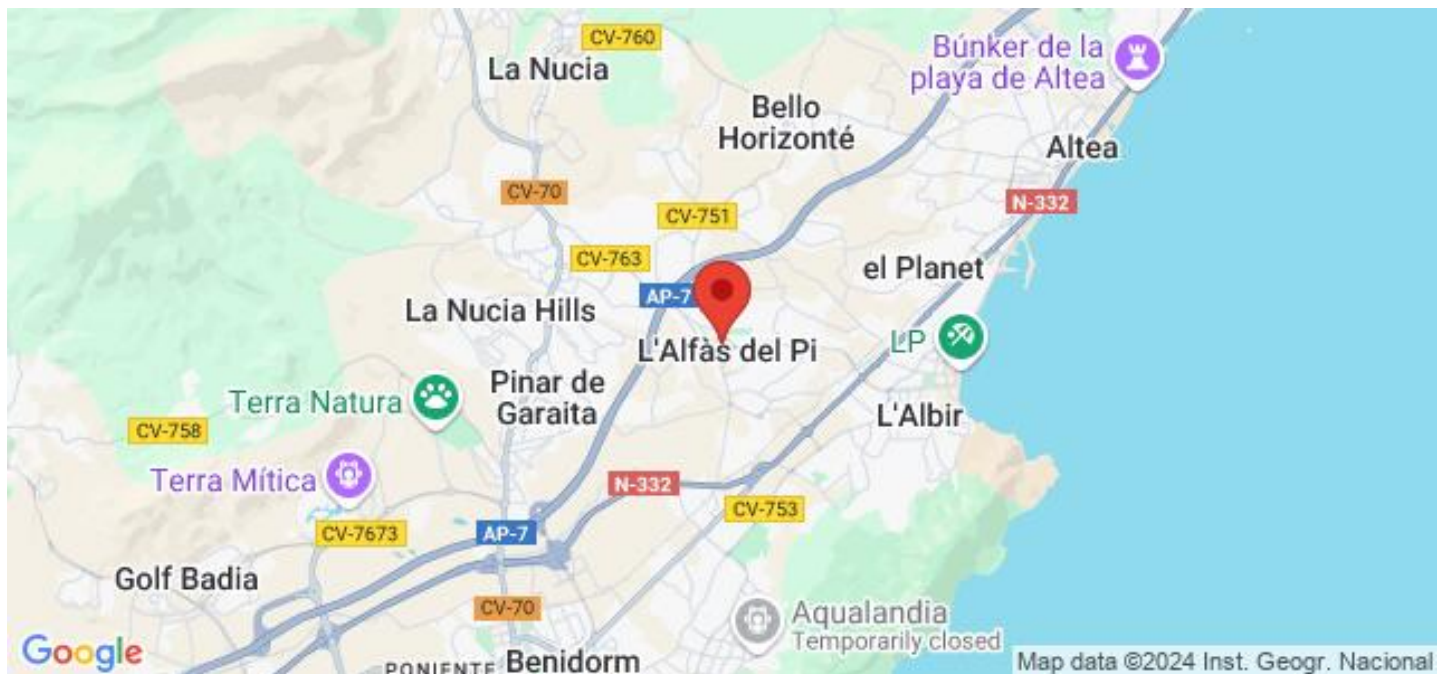 CV-760
La Nucia
Búnker de la
playa de Altea
Bello
Horizonté
Altea
CV-70
N-332
CV-751
CV-763
el Planet
AP-7
La Nucia Hills
L'Alfàs del Pi
LP
Pinar de
Garaita
Terra Natura
L'Albir
CV-758
Terra Mítica
N-332
CV-753
CV-7673
AP-7
Golf Badia
CV-70
Aqualandia
Temporarily closed
Google
PONIENTE
Benidorm
Map data ©2024 Inst. Geogr. Nacional